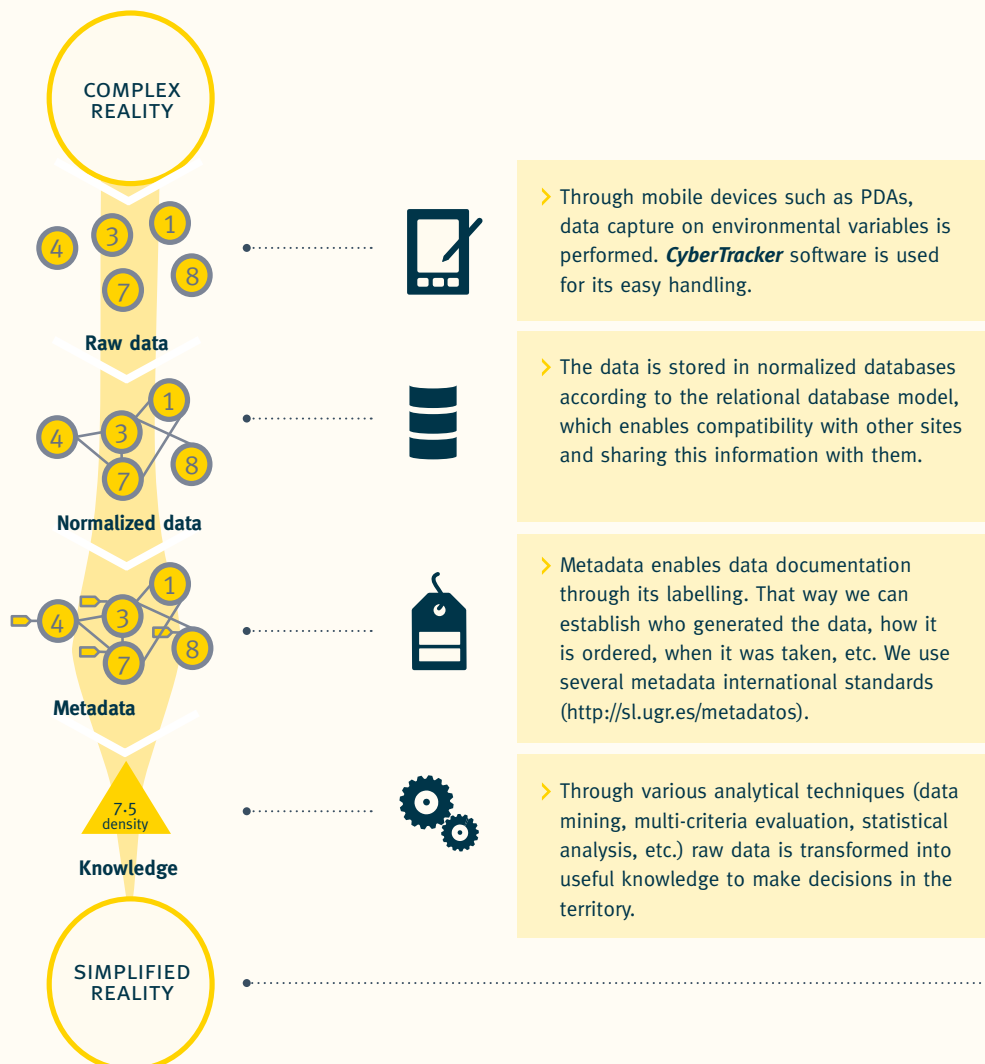 COMPLEX
REALITY
4
3
1
7
8
Raw data
> Through mobile devices such as PDAs,
data capture on environmental variables is
performed. CyberTracker software is used
for its easy handling.
4
3
1
7
8
Normalized data
> The data is stored in normalized databases
according to the relational database model,
which enables compatibility with other sites
and sharing this information with them.
4
3
1
7
8
Metadata
> Metadata enables data documentation
through its labelling. That way we can
establish who generated the data, how it
is ordered, when it was taken, etc. We use
several metadata international standards
(http://sl.ugr.es/metadatos).
7·5
density
Knowledge
> Through various analytical techniques (data
mining, multi-criteria evaluation, statistical
analysis, etc.) raw data is transformed into
useful knowledge to make decisions in the
territory.
SIMPLIFIED
REALITY